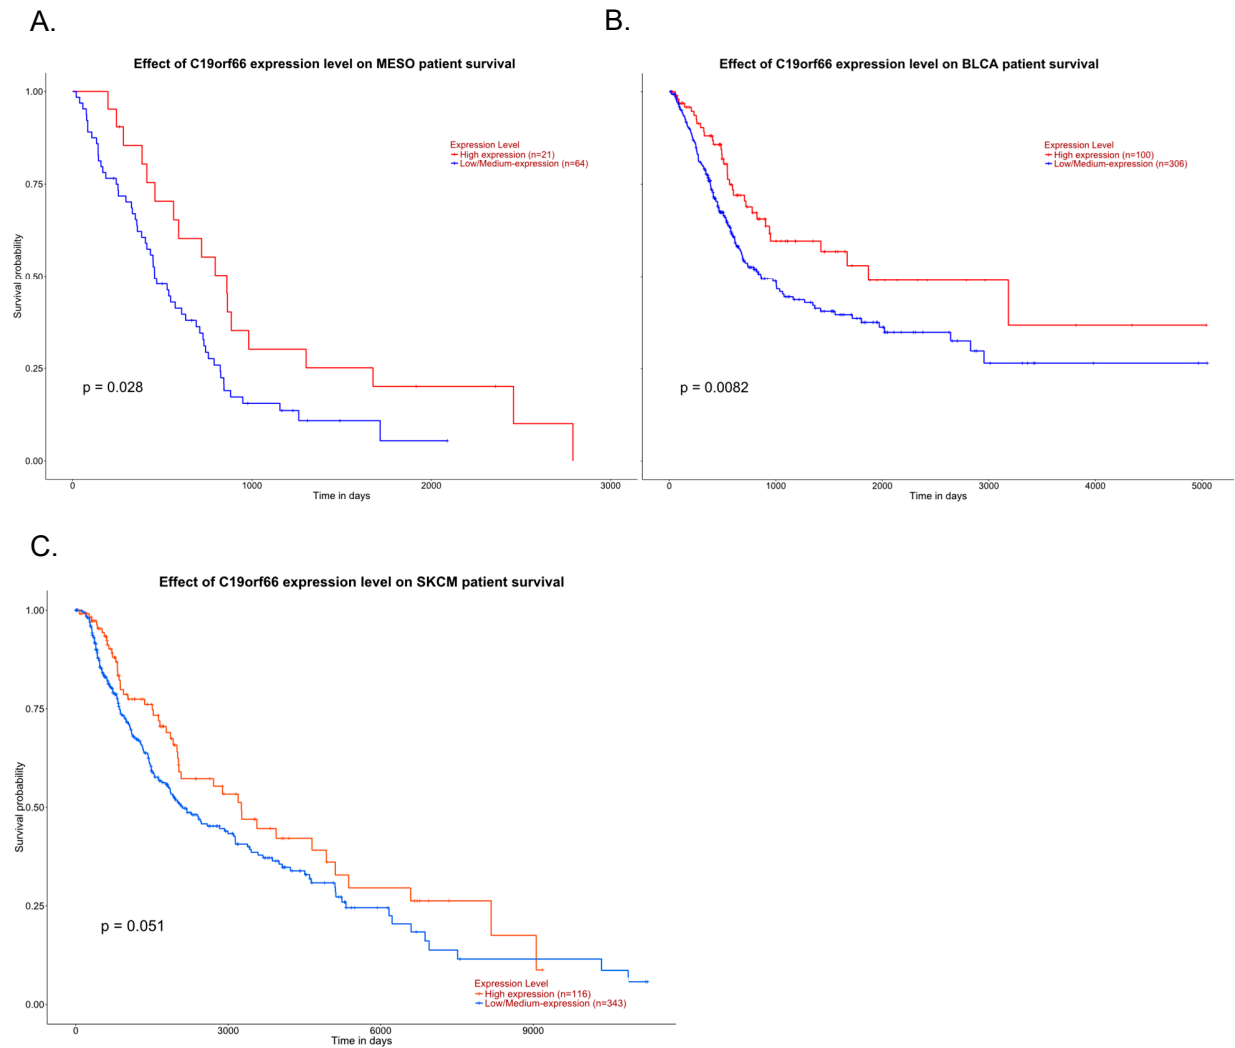 A.
Effect of C19orf66 expression level on MESO patient survival
Expression Level
High expression (n=21)
Low/Medium-expression (n=64)
Survival probability
1.00
0.75
0.50
0.25
0.00
p = 0.028
0 1000 2000 3000
Time in days
B.
Effect of C19orf66 expression level on BLCA patient survival
Expression Level
High expression (n=100)
Low/Medium-expression (n=306)
p = 0.0082
0 1000 2000 3000 4000 5000
Time in days
C.
Effect of C19orf66 expression level on SKCM patient survival
Survival probability
1.00
0.75
0.50
0.25
0.00
p = 0.051
Expression Level
High expression (n=116)
Low/Medium-expression (n=343)
0 3000 6000 9000
Time in days